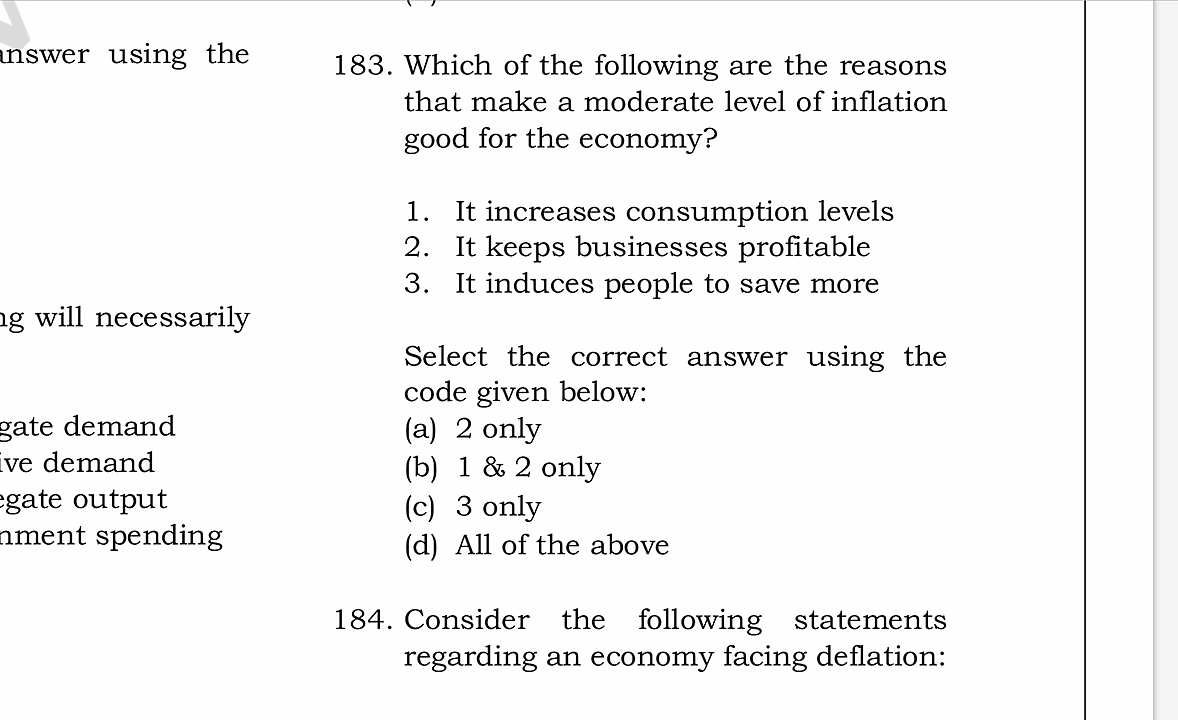 answer using the
ng will necessarily
gate demand
ive demand
egate output
nment spending
183. Which of the following are the reasons
that make a moderate level of inflation
good for the economy?
1. It increases consumption levels
2. It keeps businesses profitable
3. It induces people to save more
Select the correct answer using the
code given below:
(a) 2 only
(b) 1 & 2 only
(c) 3 only
(d) All of the above
184. Consider the following statements
regarding an economy facing deflation: